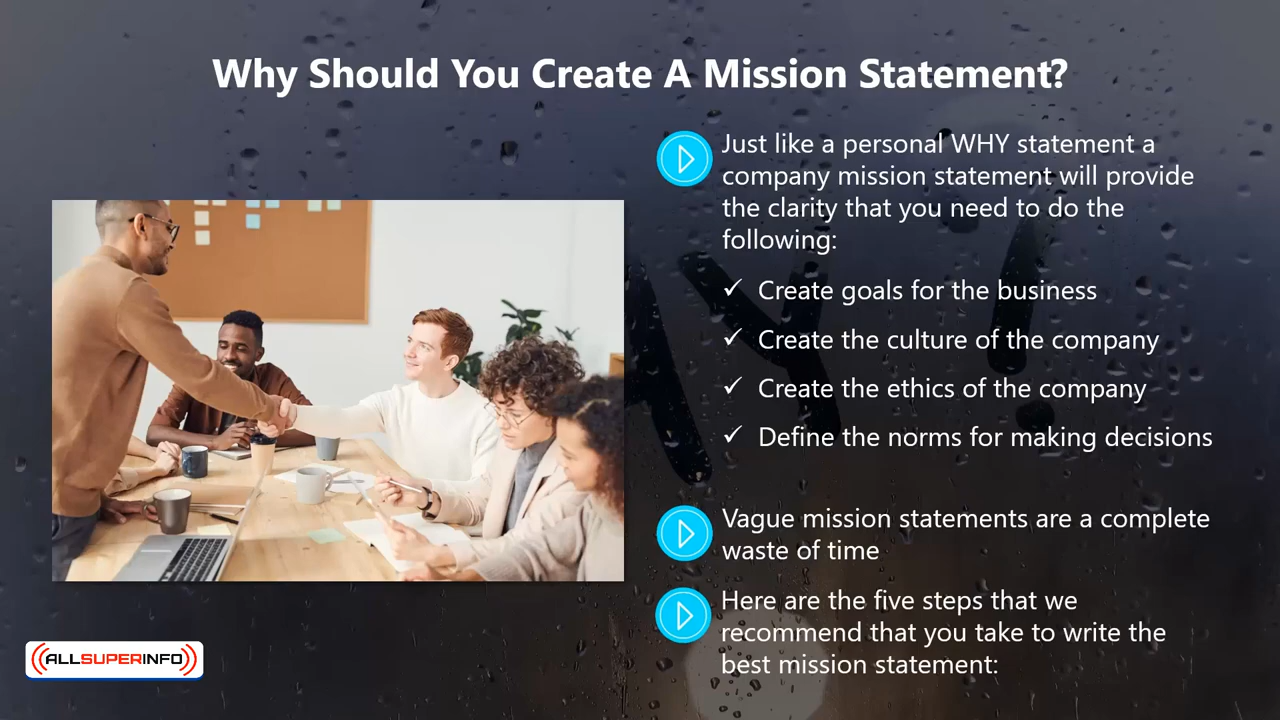 Why Should You Create A Mission Statement?
Just like a personal WHY statement a
company mission statement will provide
the clarity that you need to do the
following:
Create goals for the business
Create the culture of the company
Create the ethics of the company
Define the norms for making decisions
Vague mission statements are a complete
waste of time
Here are the five steps that we
recommend that you take to write the
best mission statement:
ALLSUPERINFO